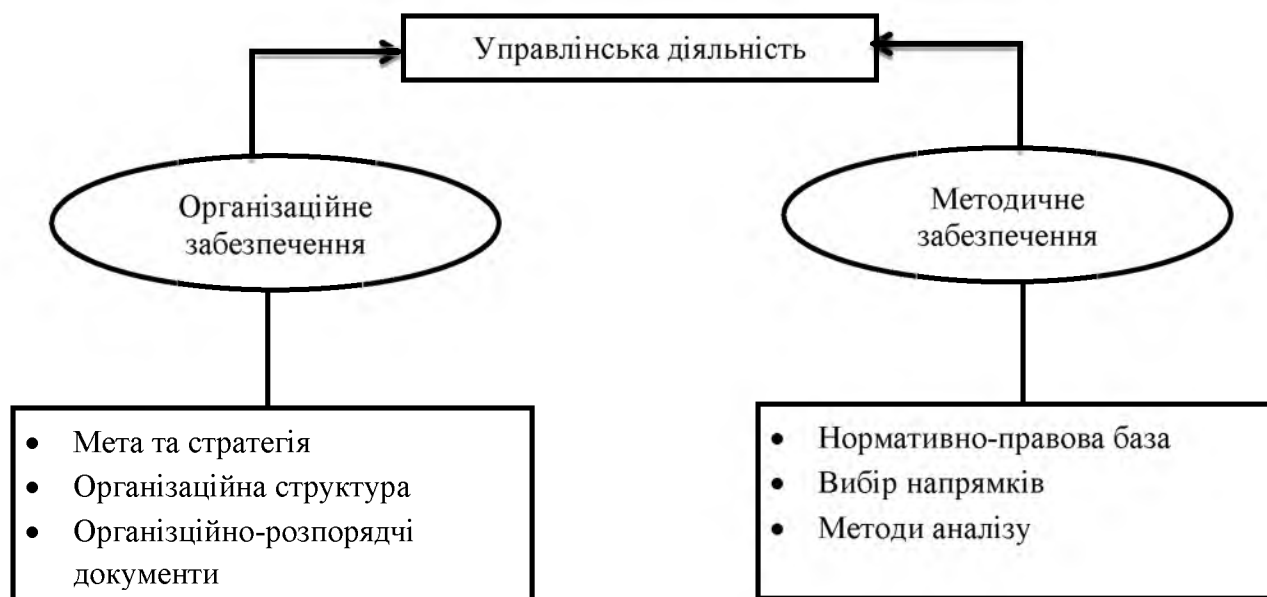 Управлінська діяльність
Організаційне
забезпечення
Методичне
забезпечення
• Мета та стратегія
• Організаційна структура
• Організційно-розпорядчі
документи
• Нормативно-правова база
• Вибір напрямків
• Методи аналізу